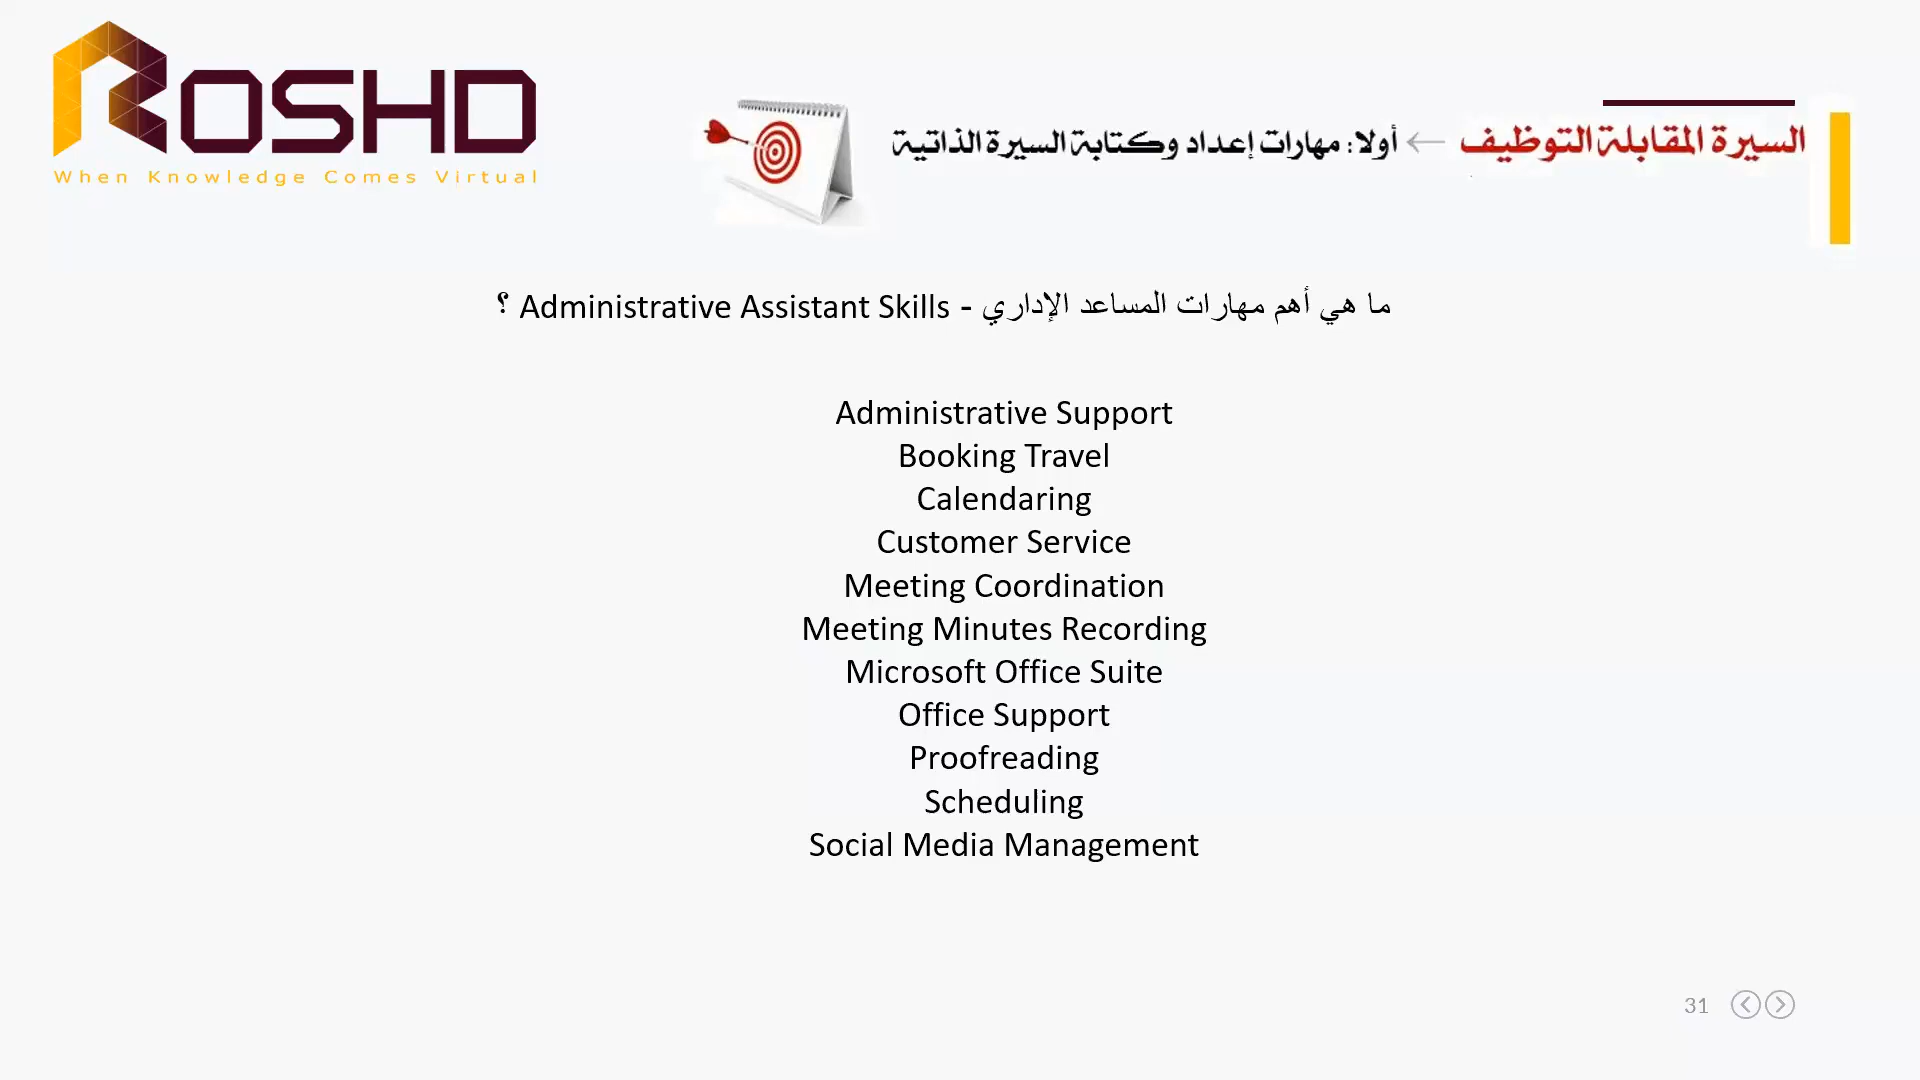 ROSHD
When Knowledge Comes Virtual
السيرة المقابلة التوظيف ← أولا: مهارات إعداد وكتابة السيرة الذاتية
ما هي أهم مهارات المساعد الإداري - Administrative Assistant Skills ؟
Administrative Support
Booking Travel
Calendaring
Customer Service
Meeting Coordination
Meeting Minutes Recording
Microsoft Office Suite
Office Support
Proofreading
Scheduling
Social Media Management
31